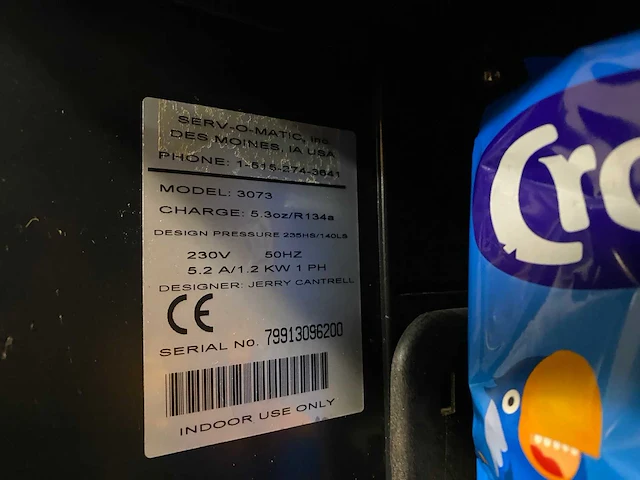 SERV-O-MATIC, Inc.
DES MOINES, IA USA
PHONE: 1-515-274-3641
MODEL: 3073
CHARGE: 5.3oz/R134a
DESIGN PRESSURE 235HS/140LS
230V 50HZ
5.2 A/1.2 KW 1 PH
DESIGNER: JERRY CANTRELL
CE
SERIAL No. 79913096200
INDOOR USE ONLY
Cro